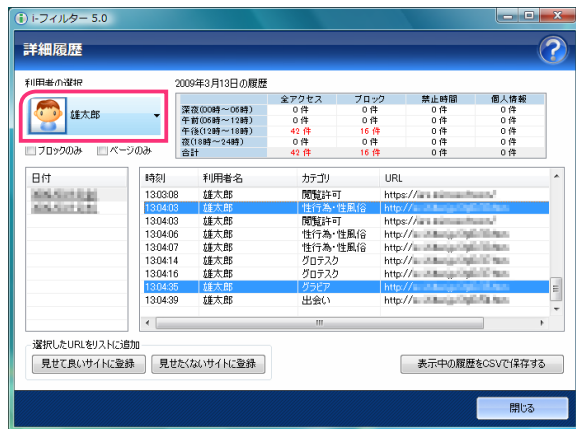 i-フィルター 5.0
詳細履歴
?
利用者の選択
雄太郎
ブロックのみ ページのみ
2009年3月13日の履歴
全アクセス ブロック 禁止時間 個人情報
深夜(00時～06時) 0 件 0 件 0 件 0 件
午前(06時～12時) 0 件 0 件 0 件 0 件
午後(12時～18時) 42 件 16 件 0 件 0 件
夜(18時～24時) 0 件 0 件 0 件 0 件
合計 42 件 16 件 0 件 0 件
日付
時刻 利用者名 カテゴリ URL
13:03:08 雄太郎 閲覧許可 https://
13:04:03 雄太郎 性行為・性風俗 http://
13:04:03 雄太郎 閲覧許可 https://
13:04:06 雄太郎 性行為・性風俗 http://
13:04:07 雄太郎 性行為・性風俗 http://
13:04:14 雄太郎 グロテスク http://
13:04:16 雄太郎 グロテスク http://
13:04:35 雄太郎 グラビア http://
13:04:39 雄太郎 出会い http://
選択したURLをリストに追加
見せて良いサイトに登録 見せたくないサイトに登録 表示中の履歴をCSVで保存する
閉じる